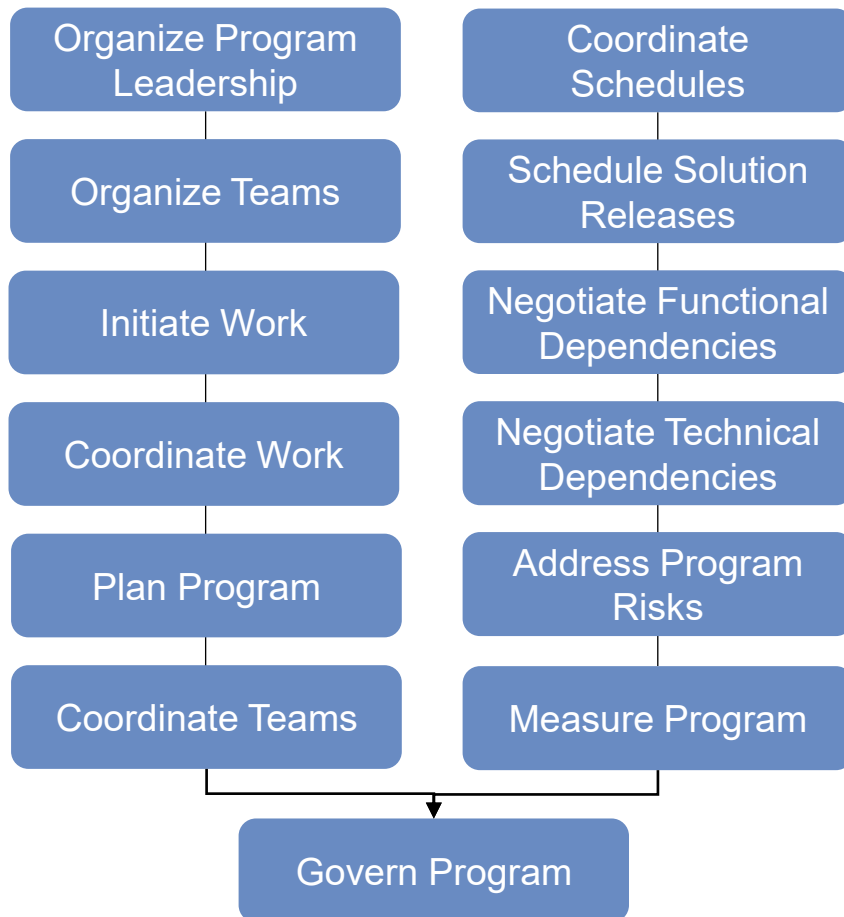 Organize Program
Leadership
Organize Teams
Initiate Work
Coordinate Work
Plan Program
Coordinate Teams
Coordinate
Schedules
Schedule Solution
Releases
Negotiate Functional
Dependencies
Negotiate Technical
Dependencies
Address Program
Risks
Measure Program
Govern Program